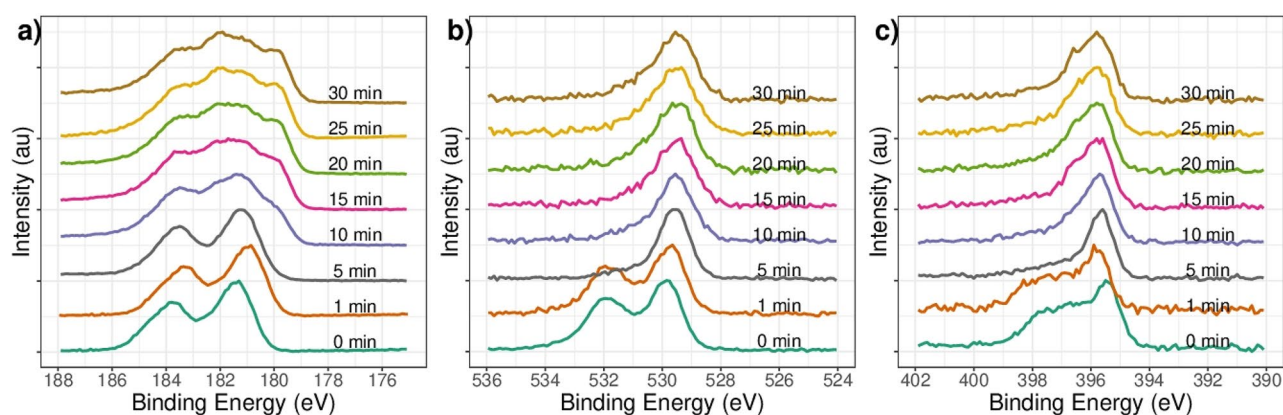 a)
Intensity (au)
30 min
25 min
20 min
15 min
10 min
5 min
1 min
0 min
188 186 184 182 180 178 176
Binding Energy (eV)
b)
Intensity (au)
30 min
25 min
20 min
15 min
10 min
5 min
1 min
0 min
536 534 532 530 528 526 524
Binding Energy (eV)
c)
Intensity (au)
30 min
25 min
20 min
15 min
10 min
5 min
1 min
0 min
402 400 398 396 394 392 390
Binding Energy (eV)